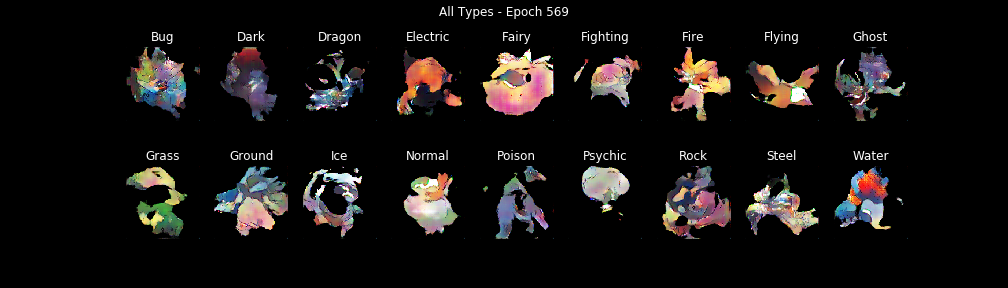 All Types - Epoch 569
Bug Dark Dragon Electric Fairy Fighting Fire Flying Ghost
Grass Ground Ice Normal Poison Psychic Rock Steel Water